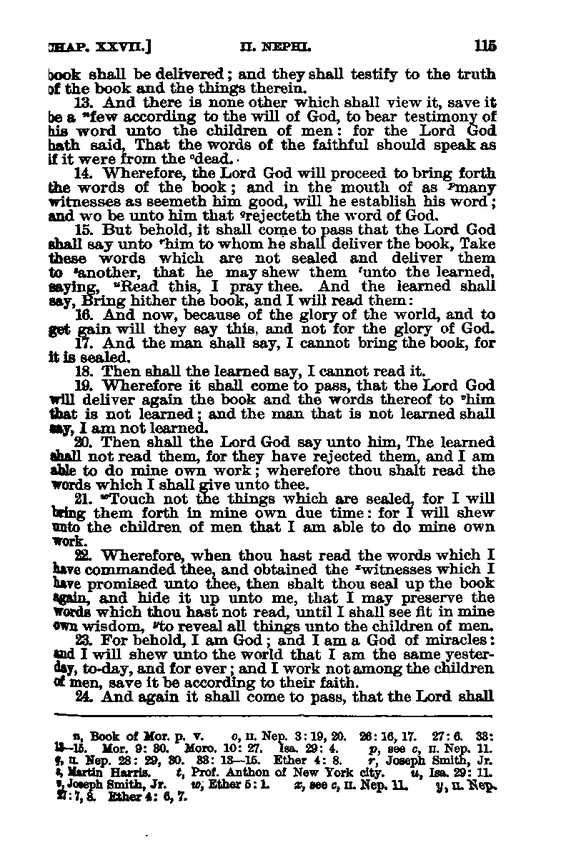 CHAP. XXVII.] II. NEPHI. 115
book shall be delivered; and they shall testify to the truth
of the book and the things therein.
13. And there is none other which shall view it, save it
be a ⁿfew according to the will of God, to bear testimony of
his word unto the children of men: for the Lord God
hath said, That the words of the faithful should speak as
if it were from the ᵒdead.
14. Wherefore, the Lord God will proceed to bring forth
the words of the book; and in the mouth of as ᵖmany
witnesses as seemeth him good, will he establish his word;
and wo be unto him that qrejecteth the word of God.
15. But behold, it shall come to pass that the Lord God
shall say unto ʳhim to whom he shall deliver the book, Take
these words which are not sealed and deliver them
to ˢanother, that he may shew them ᵗunto the learned,
saying, ᵘRead this, I pray thee. And the learned shall
say, Bring hither the book, and I will read them:
16. And now, because of the glory of the world, and to
get gain will they say this, and not for the glory of God.
17. And the man shall say, I cannot bring the book, for
it is sealed.
18. Then shall the learned say, I cannot read it.
19. Wherefore it shall come to pass, that the Lord God
will deliver again the book and the words thereof to ᵛhim
that is not learned; and the man that is not learned shall
say, I am not learned.
20. Then shall the Lord God say unto him, The learned
shall not read them, for they have rejected them, and I am
able to do mine own work; wherefore thou shalt read the
words which I shall give unto thee.
21. ʷTouch not the things which are sealed, for I will
bring them forth in mine own due time: for I will shew
unto the children of men that I am able to do mine own
work.
22. Wherefore, when thou hast read the words which I
have commanded thee, and obtained the ˣwitnesses which I
have promised unto thee, then shalt thou seal up the book
again, and hide it up unto me, that I may preserve the
words which thou hast not read, until I shall see fit in mine
own wisdom, ʸto reveal all things unto the children of men.
23. For behold, I am God; and I am a God of miracles:
and I will shew unto the world that I am the same yester-
day, to-day, and for ever; and I work not among the children
of men, save it be according to their faith.
24. And again it shall come to pass, that the Lord shall
n, Book of Mor. p. v. o, II. Nep. 3:19, 20. 26:16, 17. 27:6. 33:
13—15. Mor. 9:30. Moro. 10:27. Isa. 29:4. p, see c, II. Nep. 11.
q, II. Nep. 28:29, 30. 33:13—15. Ether 4:8. r, Joseph Smith, Jr.
s, Martin Harris. t, Prof. Anthon of New York city. u, Isa. 29:11.
v, Joseph Smith, Jr. w, Ether 5:1. x, see c, II. Nep. 11. y, II. Nep.
27:7, 8. Ether 4:6, 7.